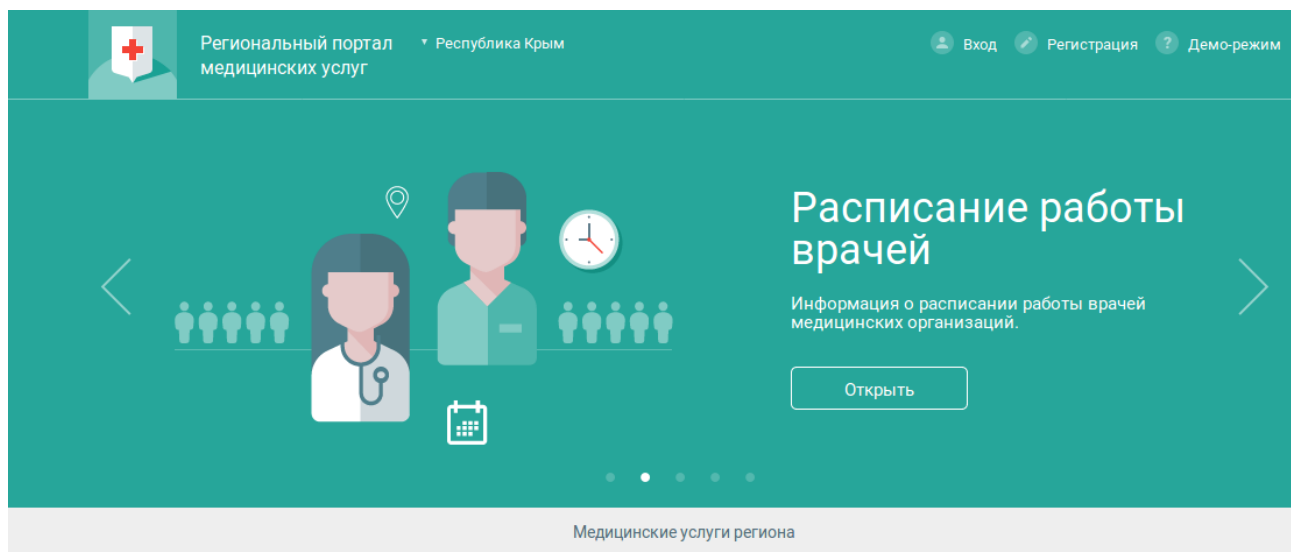 Региональный портал
медицинских услуг
Республика Крым
Вход
Регистрация
? Демо-режим
Расписание работы
врачей
Информация о расписании работы врачей
медицинских организаций.
Открыть
Медицинские услуги региона